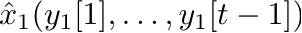 x̂₁(y₁[1], . . . , y₁[t − 1])